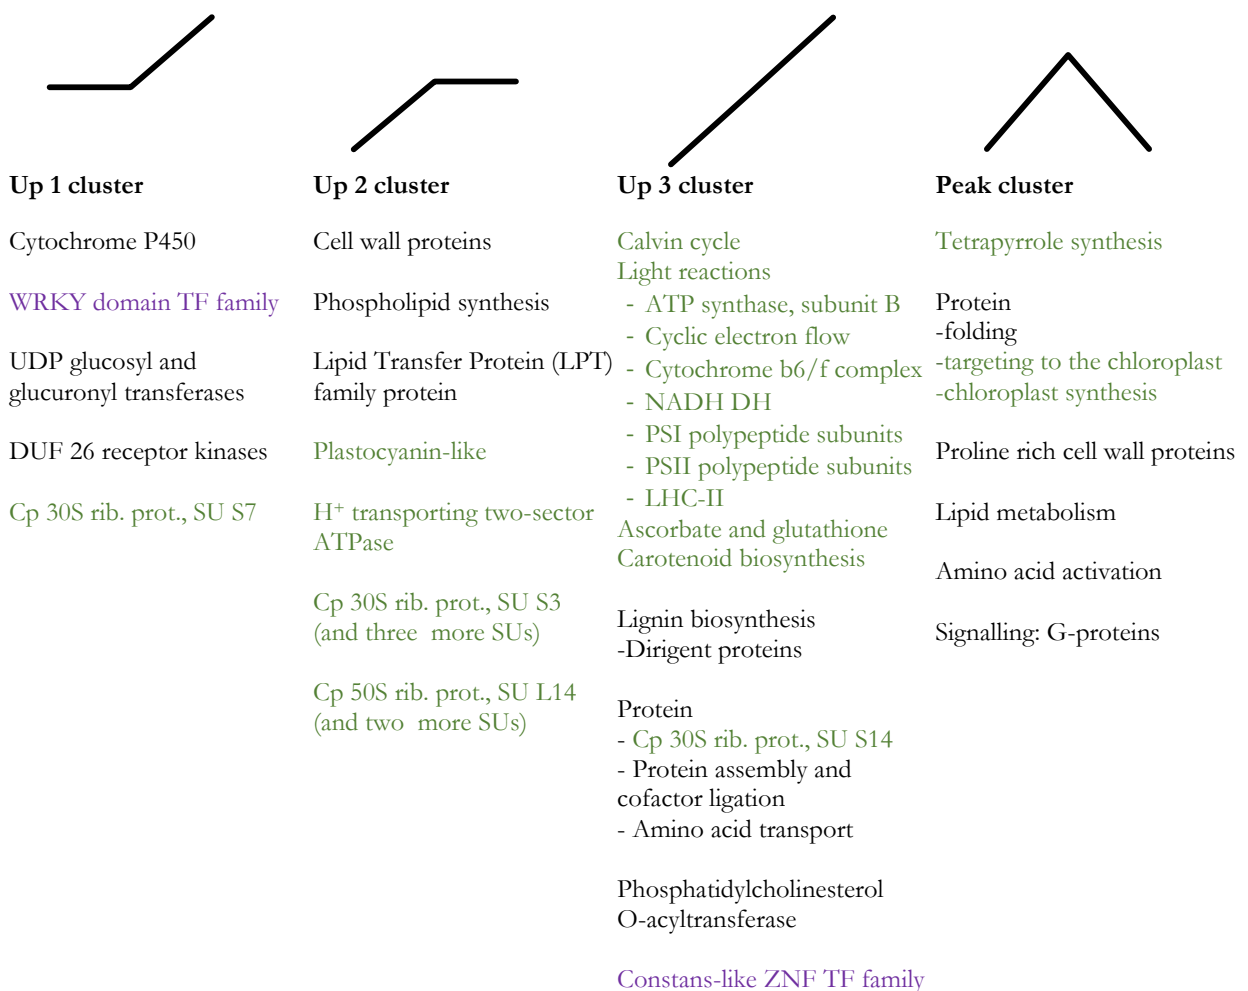 Up 1 cluster
Cytochrome P450
WRKY domain TF family
UDP glucosyl and
glucuronyl transferases
DUF 26 receptor kinases
Cp 30S rib. prot., SU S7
Up 2 cluster
Cell wall proteins
Phospholipid synthesis
Lipid Transfer Protein (LPT)
family protein
Plastocyanin-like
H⁺ transporting two-sector
ATPase
Cp 30S rib. prot., SU S3
(and three more SUs)
Cp 50S rib. prot., SU L14
(and two more SUs)
Up 3 cluster
Calvin cycle
Light reactions
- ATP synthase, subunit B
- Cyclic electron flow
- Cytochrome b6/f complex
- NADH DH
- PSI polypeptide subunits
- PSII polypeptide subunits
- LHC-II
Ascorbate and glutathione
Carotenoid biosynthesis
Lignin biosynthesis
-Dirigent proteins
Protein
- Cp 30S rib. prot., SU S14
- Protein assembly and
cofactor ligation
- Amino acid transport
Phosphatidylcholinesterol
O-acyltransferase
Constans-like ZNF TF family
Peak cluster
Tetrapyrrole synthesis
Protein
-folding
-targeting to the chloroplast
-chloroplast synthesis
Proline rich cell wall proteins
Lipid metabolism
Amino acid activation
Signalling: G-proteins